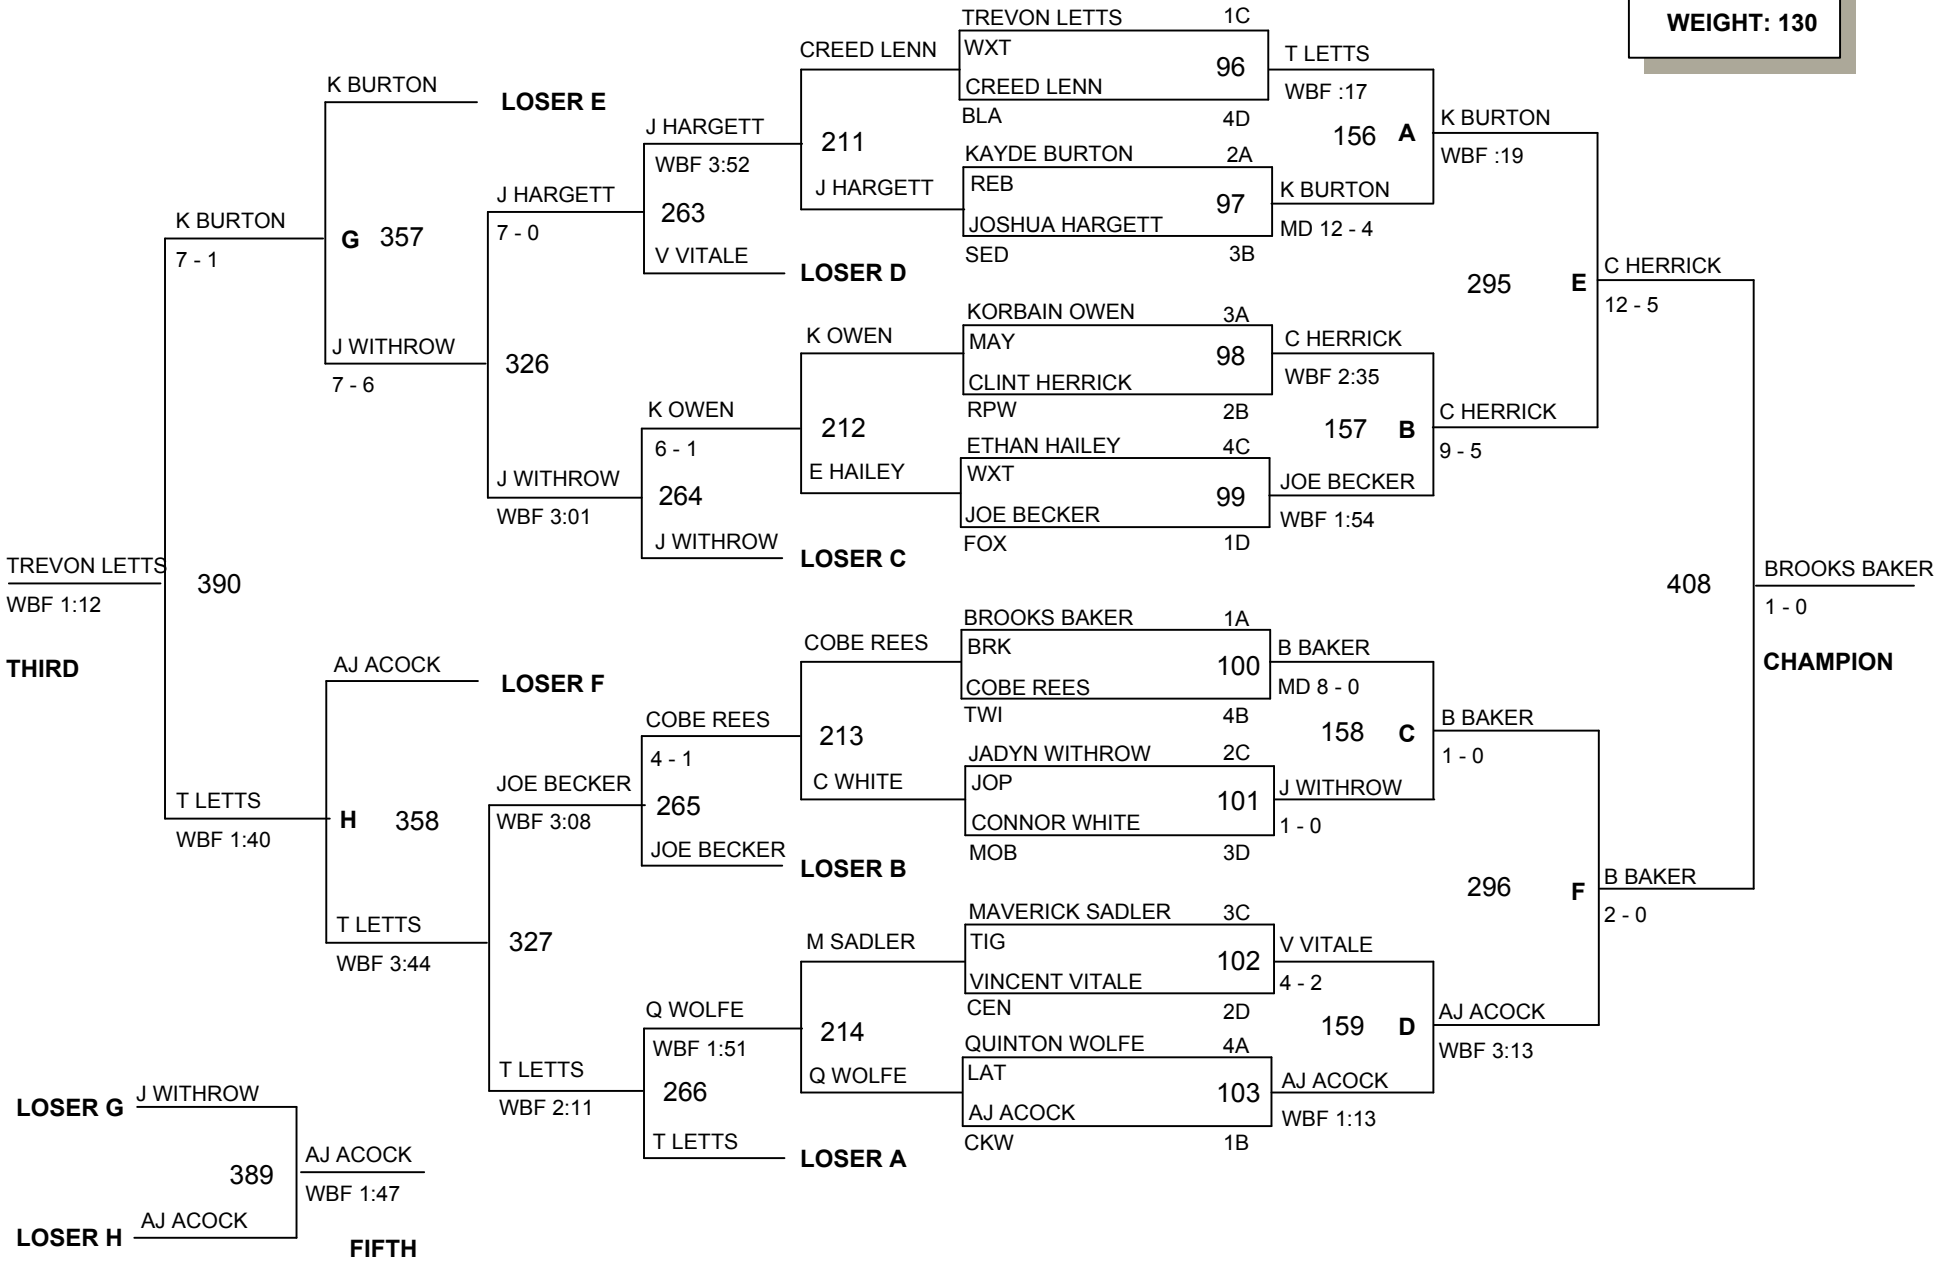 WEIGHT: 130
TREVON LETTS 1C
WXT
96
CREED LENN
BLA 4D
KAYDE BURTON 2A
REB
97
JOSHUA HARGETT
SED 3B
KORBAIN OWEN 3A
MAY
98
CLINT HERRICK
RPW 2B
ETHAN HAILEY 4C
WXT
99
JOE BECKER
FOX 1D
BROOKS BAKER 1A
BRK
100
COBE REES
TWI 4B
JADYN WITHROW 2C
JOP
101
CONNOR WHITE
MOB 3D
MAVERICK SADLER 3C
TIG
102
VINCENT VITALE
CEN 2D
QUINTON WOLFE 4A
LAT
103
AJ ACOCK
CKW 1B
T LETTS
WBF :17
156 A
K BURTON
MD 12 - 4
C HERRICK
WBF 2:35
157 B
JOE BECKER
WBF 1:54
B BAKER
MD 8 - 0
158 C
J WITHROW
1 - 0
V VITALE
4 - 2
159 D
AJ ACOCK
WBF 1:13
K BURTON
WBF :19
295 E
C HERRICK
9 - 5
B BAKER
1 - 0
296 F
AJ ACOCK
WBF 3:13
C HERRICK
12 - 5
408
B BAKER
2 - 0
BROOKS BAKER
1 - 0
CHAMPION
CREED LENN
211
J HARGETT
K OWEN
212
E HAILEY
COBE REES
213
C WHITE
M SADLER
214
Q WOLFE
J HARGETT
WBF 3:52
263
V VITALE
LOSER D
K OWEN
6 - 1
264
J WITHROW
LOSER C
COBE REES
4 - 1
265
JOE BECKER
LOSER B
Q WOLFE
WBF 1:51
266
T LETTS
LOSER A
J HARGETT
7 - 0
326
J WITHROW
WBF 3:01
JOE BECKER
WBF 3:08
327
T LETTS
WBF 2:11
K BURTON
LOSER E
G 357
J WITHROW
7 - 6
AJ ACOCK
LOSER F
H 358
T LETTS
WBF 3:44
K BURTON
7 - 1
390
T LETTS
WBF 1:40
TREVON LETTS
WBF 1:12
THIRD
LOSER G J WITHROW
389
AJ ACOCK
WBF 1:47
LOSER H AJ ACOCK
FIFTH